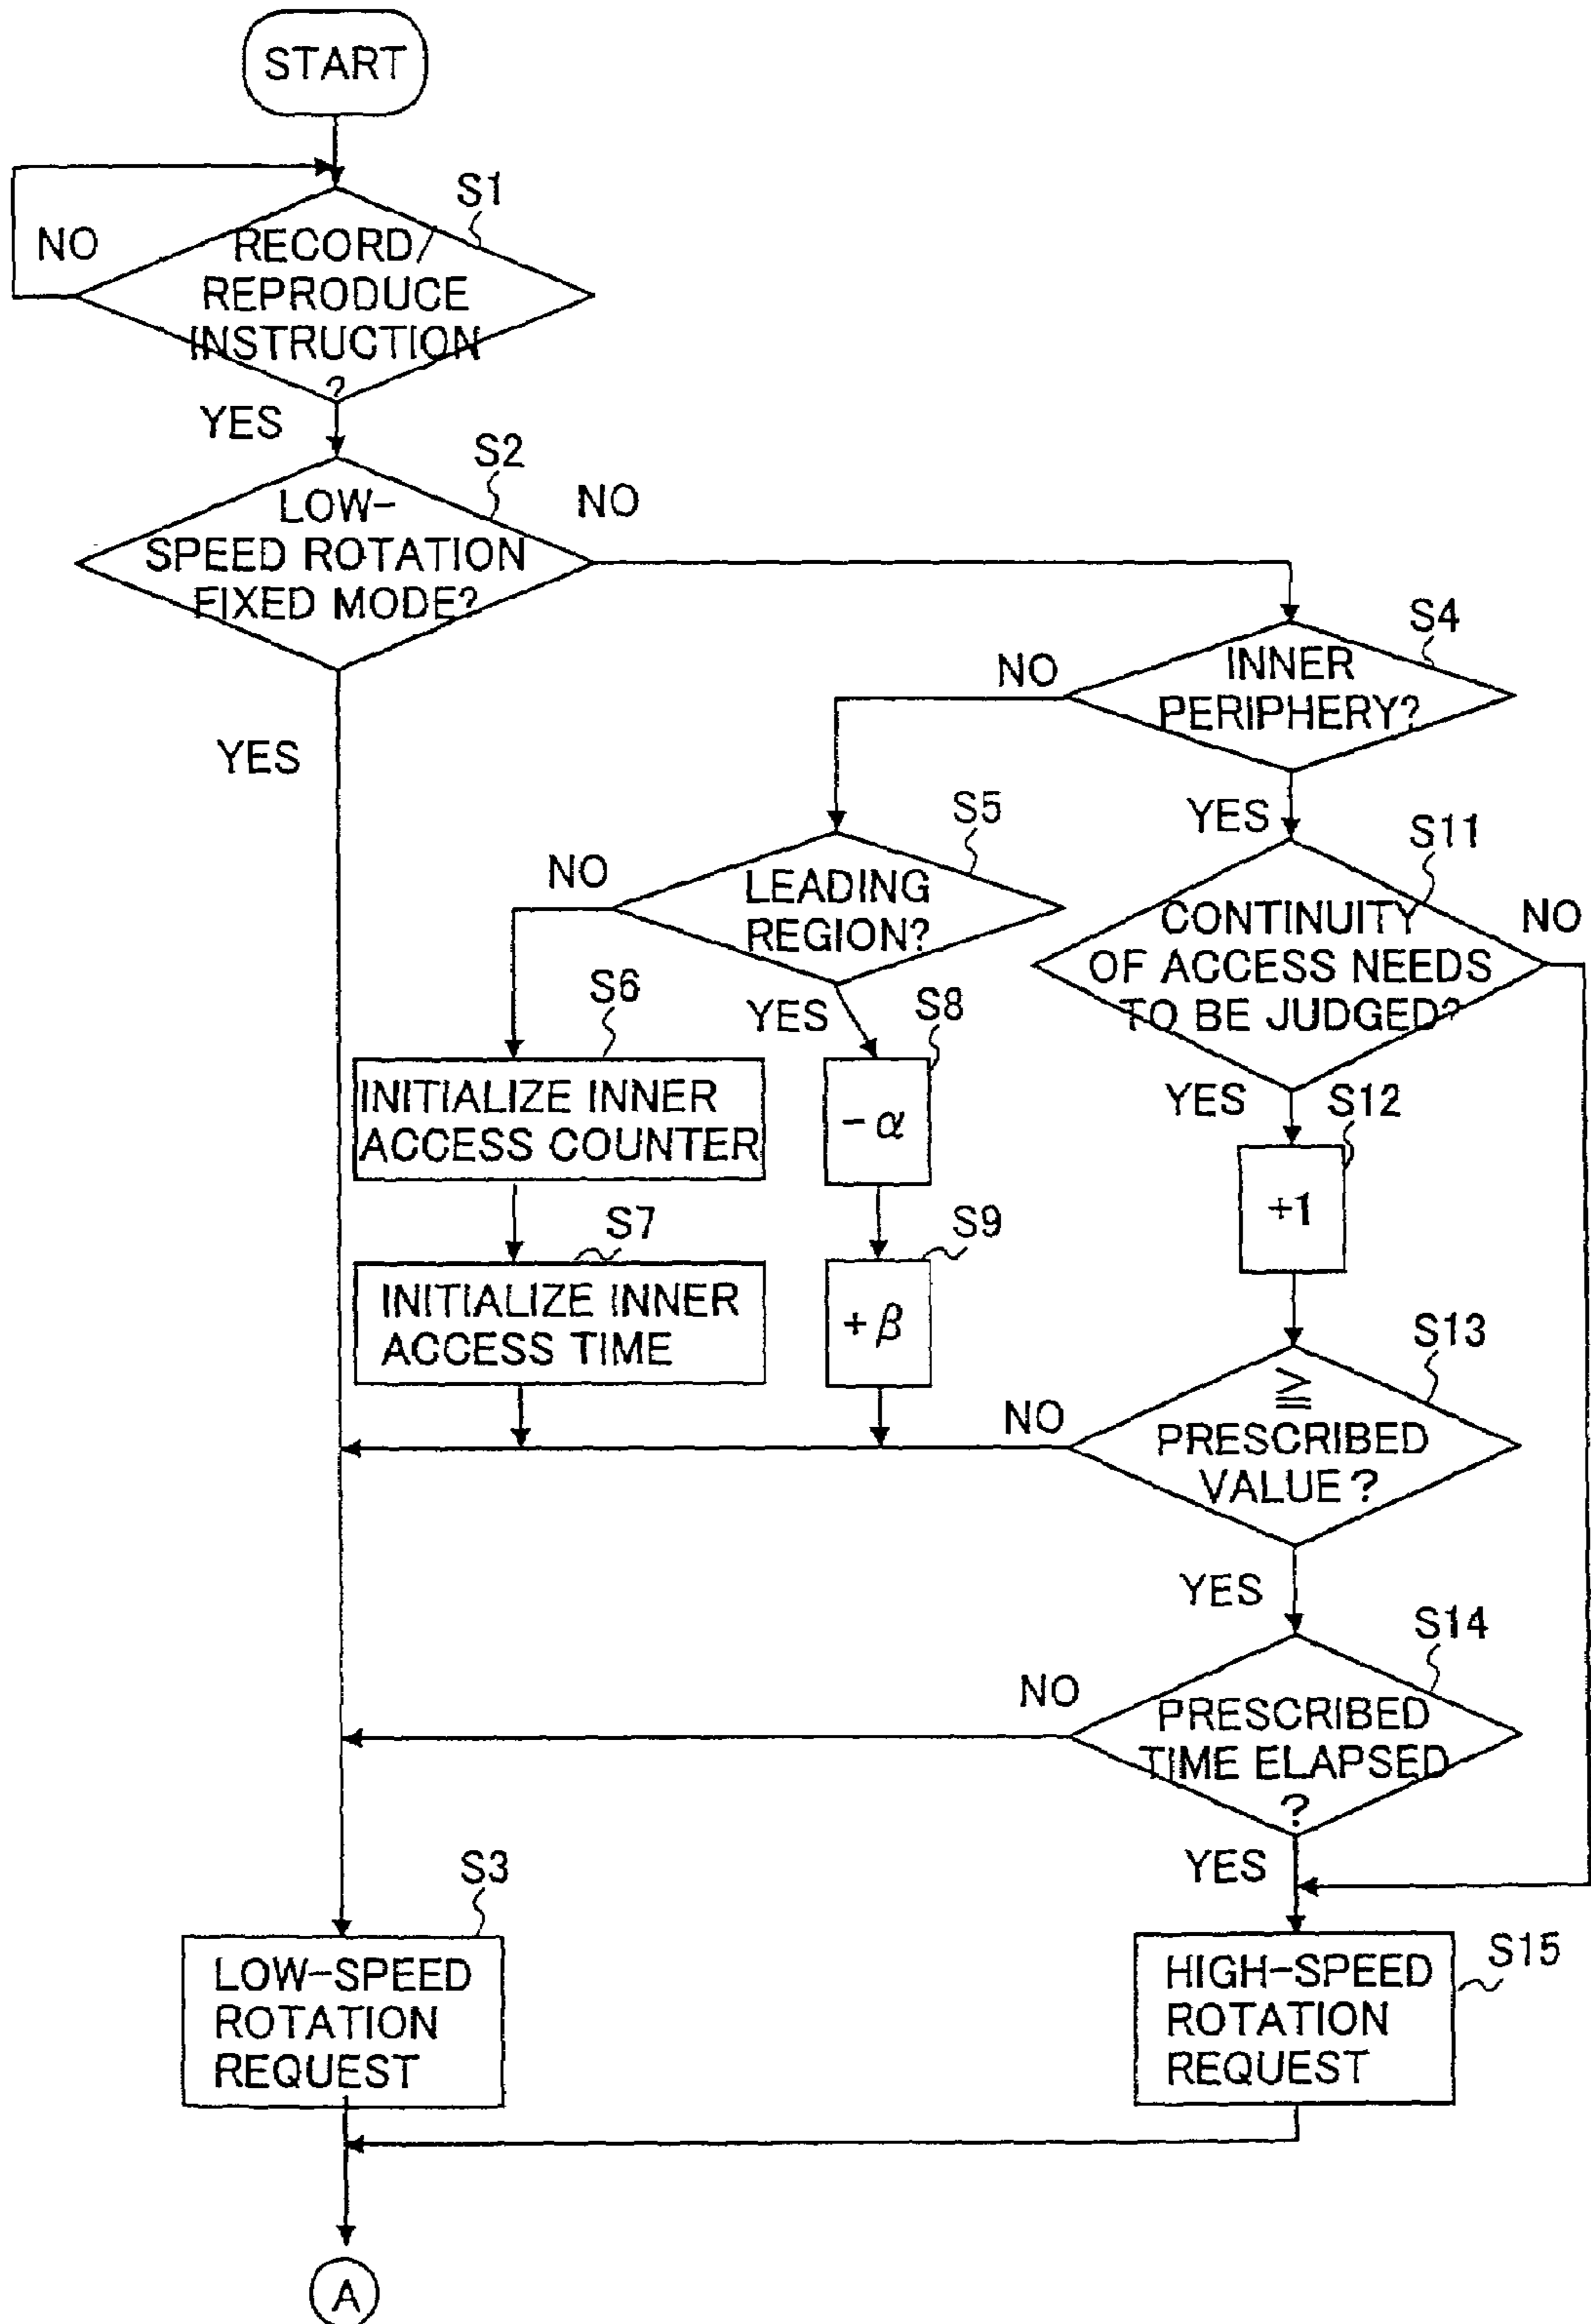 START
S1
NO
RECORD/
REPRODUCE
INSTRUCTION
?
YES
S2
NO
LOW-
SPEED ROTATION
FIXED MODE?
YES
S4
NO
INNER
PERIPHERY?
YES
S5
NO
LEADING
REGION?
YES
S11
CONTINUITY
OF ACCESS NEEDS
TO BE JUDGED?
NO
YES
S6
INITIALIZE INNER
ACCESS COUNTER
S8
-α
S12
+1
S7
INITIALIZE INNER
ACCESS TIME
S9
+β
S13
NO
≧
PRESCRIBED
VALUE?
YES
S14
NO
PRESCRIBED
TIME ELAPSED
?
YES
S3
LOW-SPEED
ROTATION
REQUEST
S15
HIGH-SPEED
ROTATION
REQUEST
A